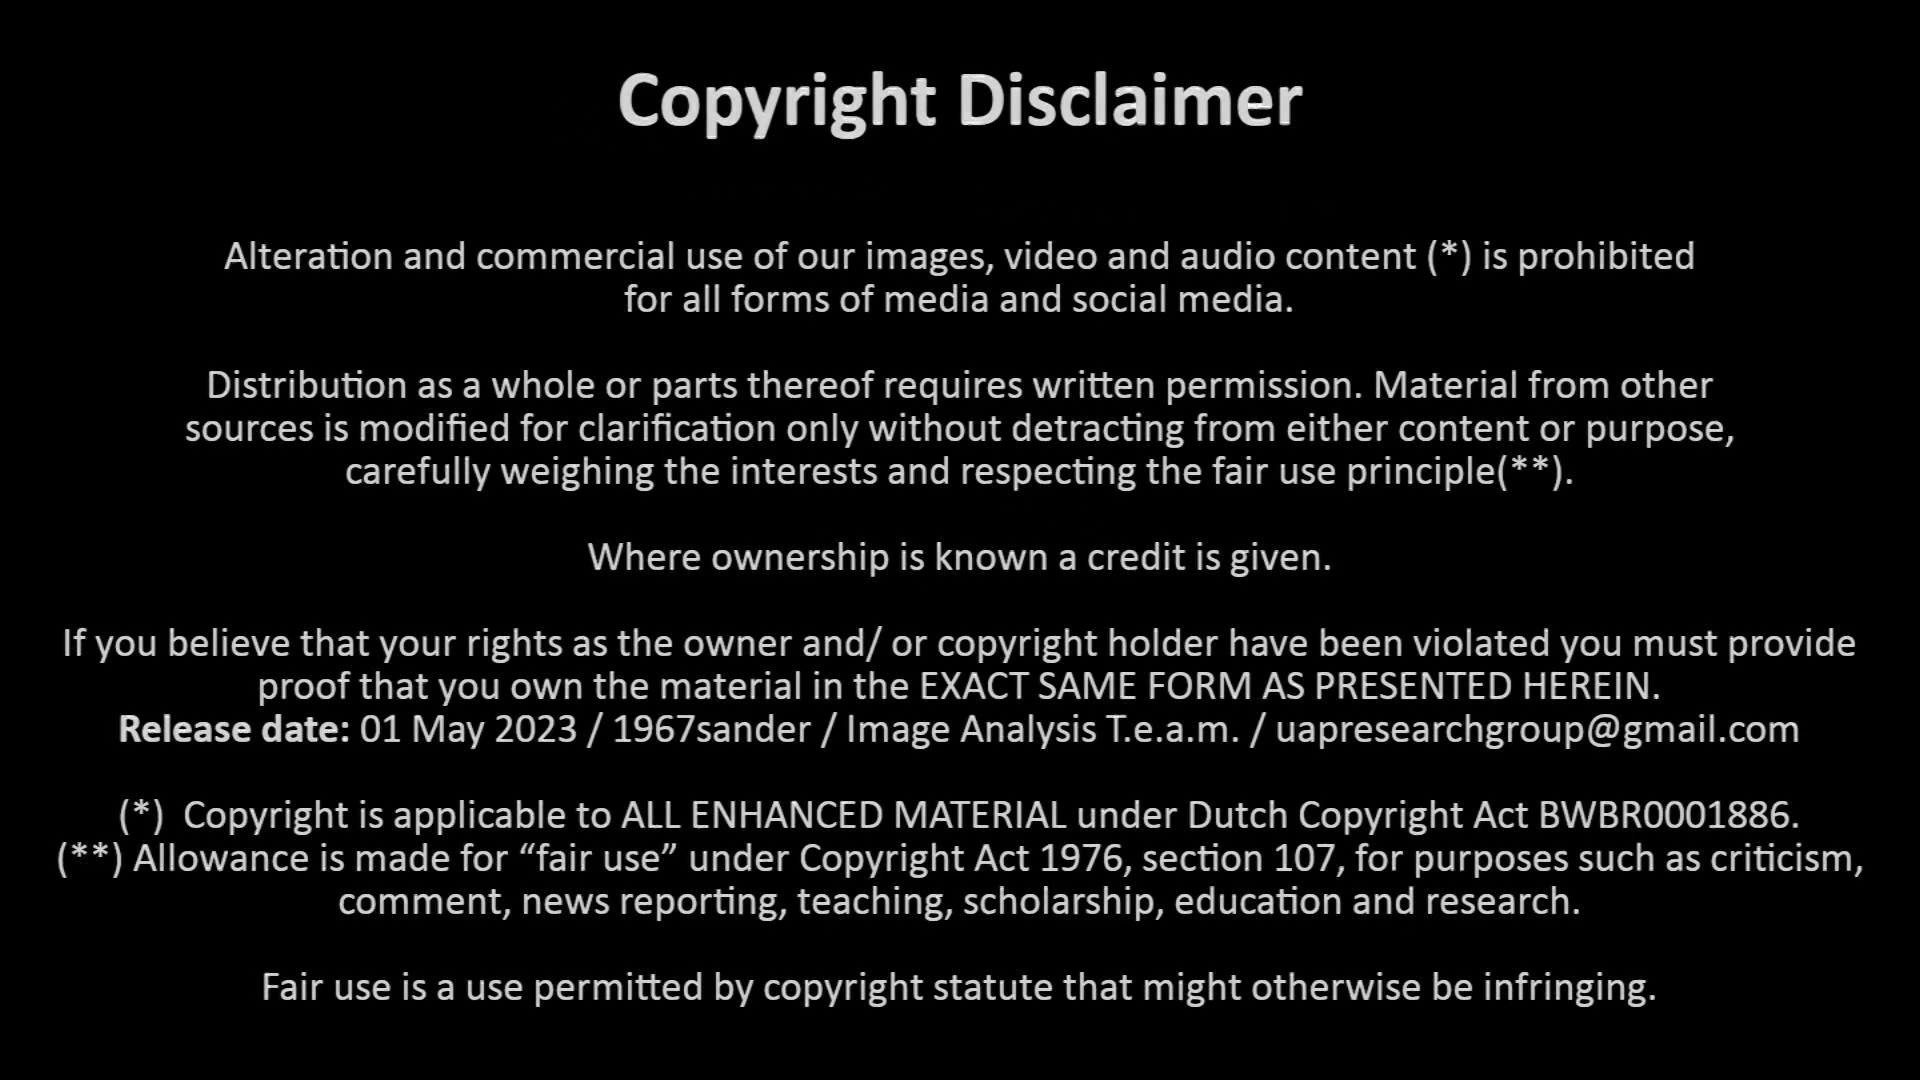 Copyright Disclaimer
Alteration and commercial use of our images, video and audio content (*) is prohibited
for all forms of media and social media.
Distribution as a whole or parts thereof requires written permission. Material from other
sources is modified for clarification only without detracting from either content or purpose,
carefully weighing the interests and respecting the fair use principle(**).
Where ownership is known a credit is given.
If you believe that your rights as the owner and/ or copyright holder have been violated you must provide
proof that you own the material in the EXACT SAME FORM AS PRESENTED HEREIN.
Release date: 01 May 2023 / 1967sander / Image Analysis T.e.a.m. / uapresearchgroup@gmail.com
(*)  Copyright is applicable to ALL ENHANCED MATERIAL under Dutch Copyright Act BWBR0001886.
(**) Allowance is made for “fair use” under Copyright Act 1976, section 107, for purposes such as criticism,
comment, news reporting, teaching, scholarship, education and research.
Fair use is a use permitted by copyright statute that might otherwise be infringing.